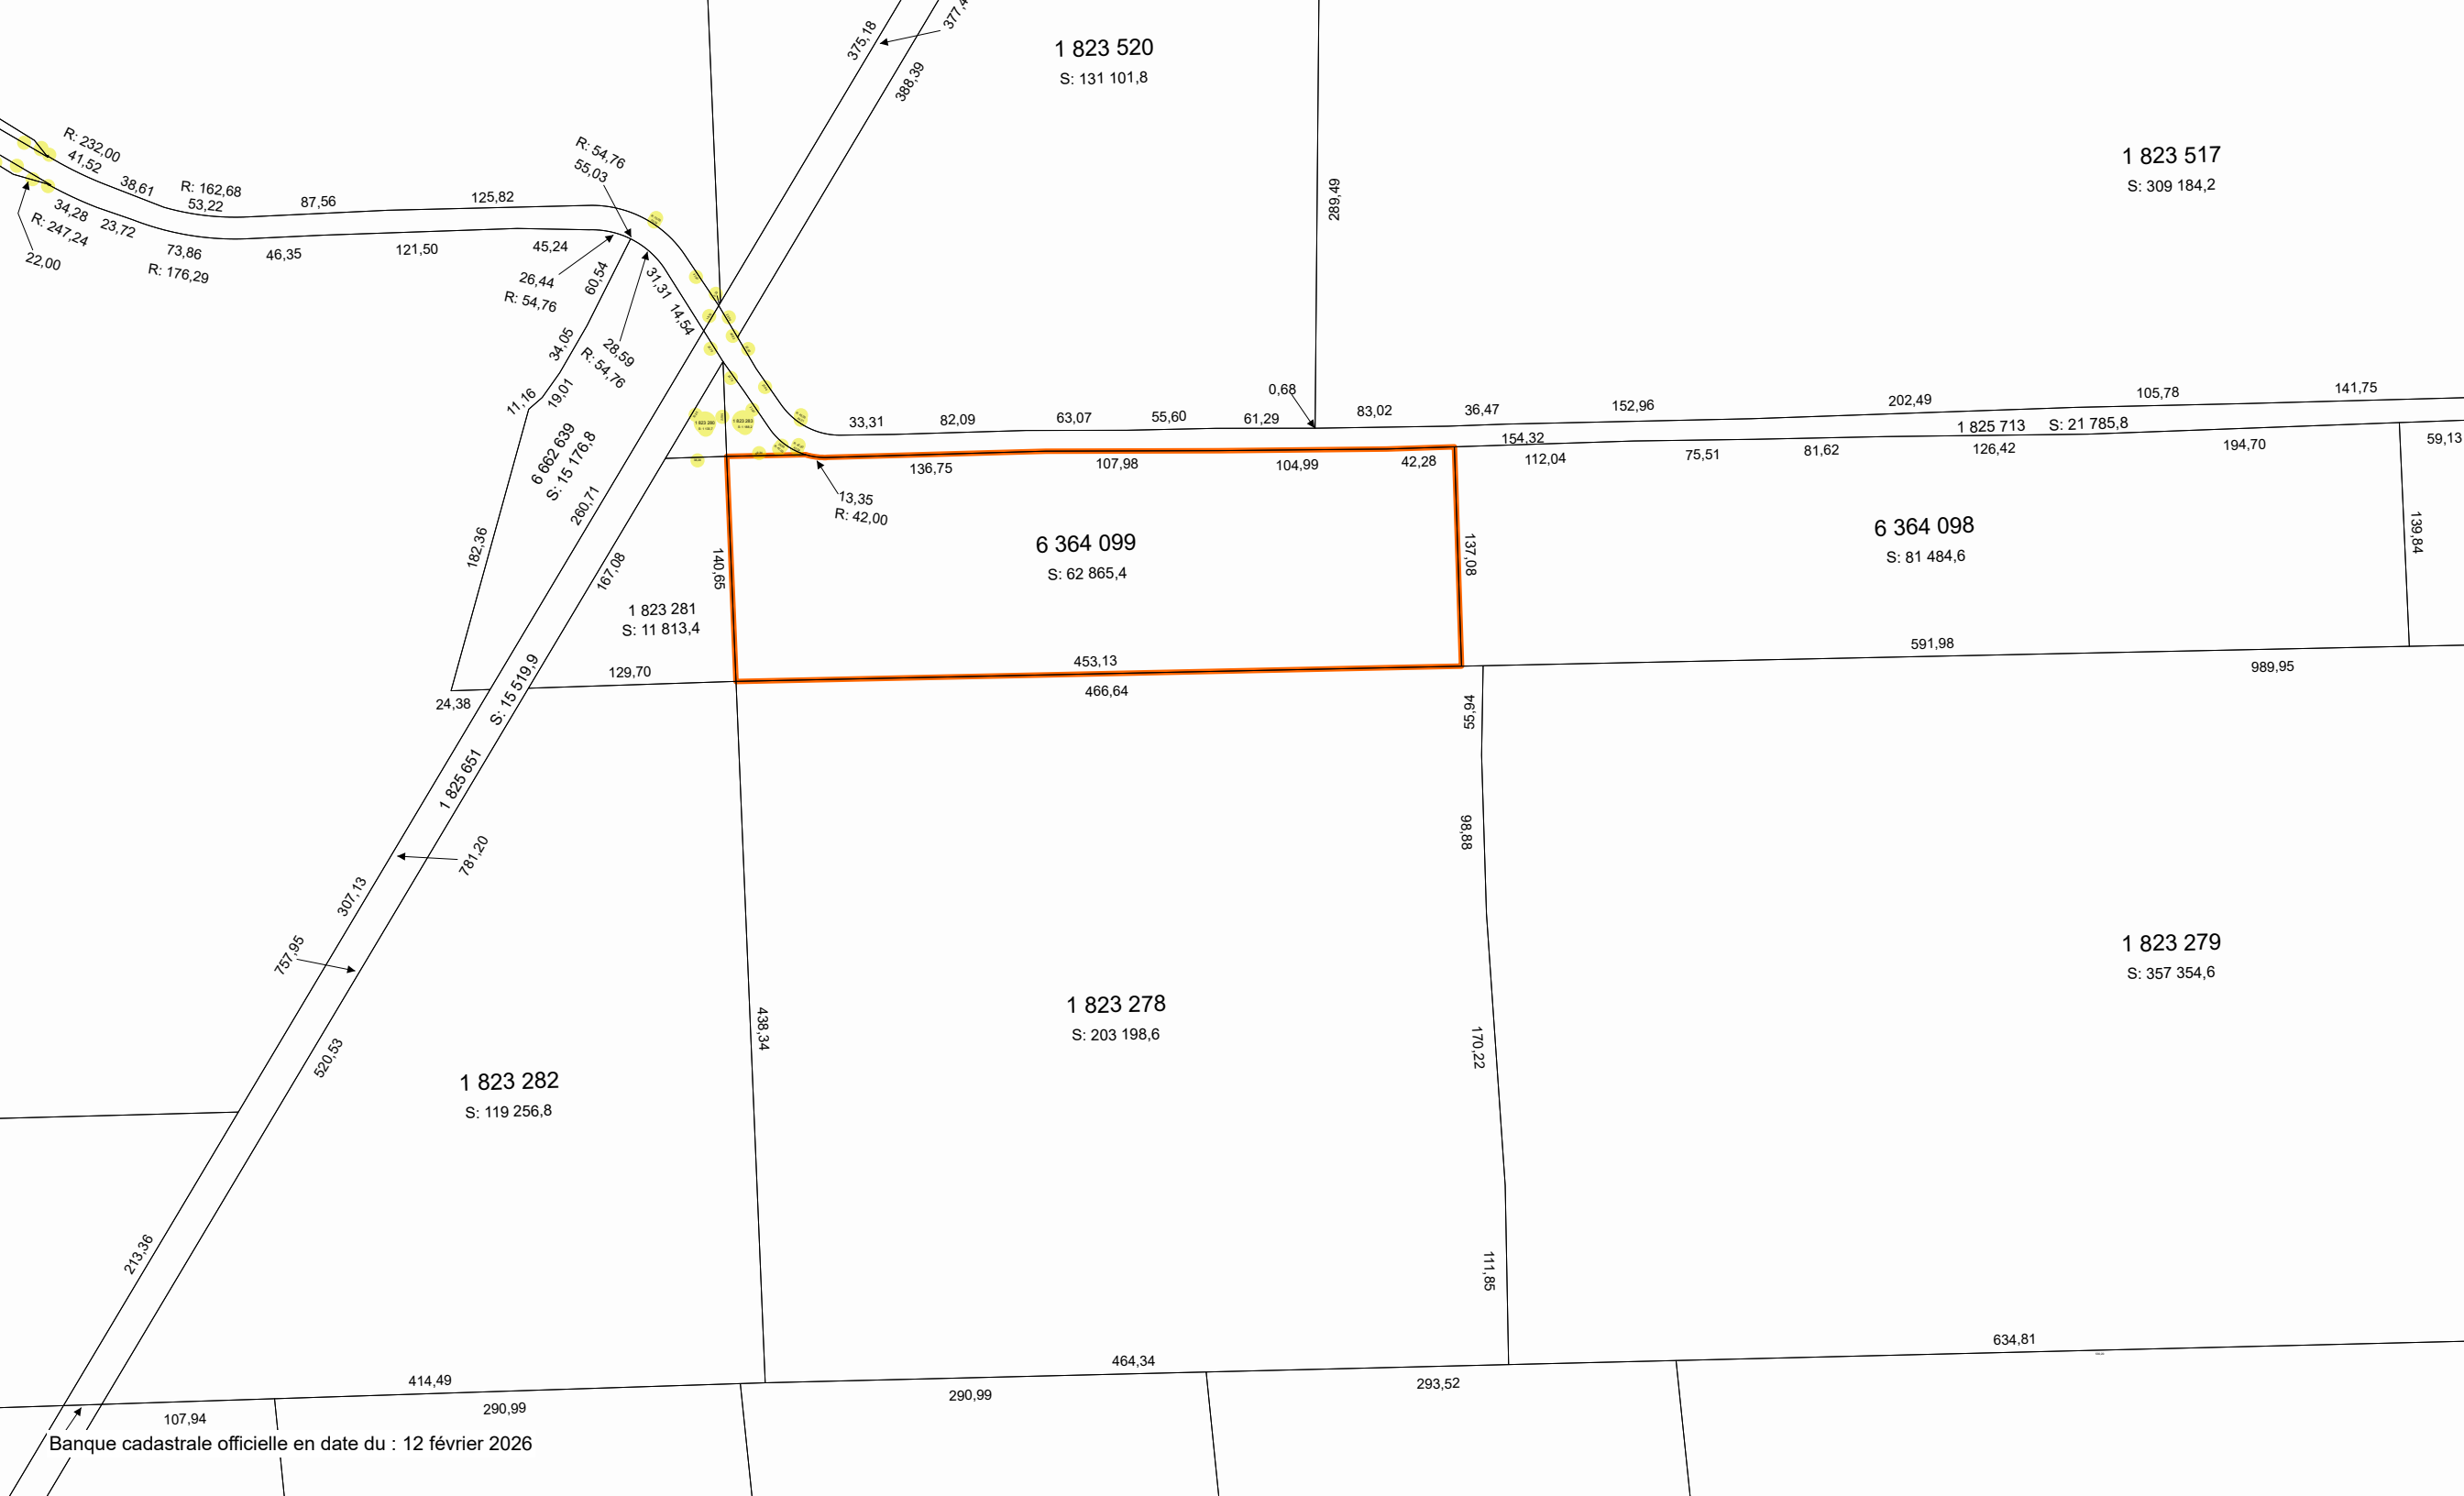 375,18
377,4
388,39
1 823 520
S: 131 101,8
1 823 517
S: 309 184,2
289,49
R: 232,00
41,52
38,61
R: 162,68
53,22
87,56
125,82
R: 54,76
55,03
34,28
R: 247,24
23,72
22,00
73,86
R: 176,29
46,35
121,50
45,24
26,44
R: 54,76
60,54
31,31
14,54
34,05
28,59
R: 54,76
11,16
19,01
6 662 639
S: 15 176,8
260,71
182,36
167,08
1 823 280
1 823 283
33,31
82,09
63,07
55,60
61,29
0,68
83,02
36,47
152,96
202,49
105,78
141,75
1 825 713
S: 21 785,8
154,32
136,75
107,98
104,99
42,28
112,04
75,51
81,62
126,42
194,70
59,13
13,35
R: 42,00
140,65
6 364 099
S: 62 865,4
137,08
6 364 098
S: 81 484,6
139,84
1 823 281
S: 11 813,4
129,70
453,13
466,64
591,98
989,95
24,38
S: 15 519,9
1 825 651
55,94
98,88
781,20
307,13
757,95
520,53
438,34
1 823 278
S: 203 198,6
170,22
1 823 279
S: 357 354,6
1 823 282
S: 119 256,8
111,85
213,36
414,49
464,34
634,81
107,94
290,99
290,99
293,52
Banque cadastrale officielle en date du : 12 février 2026